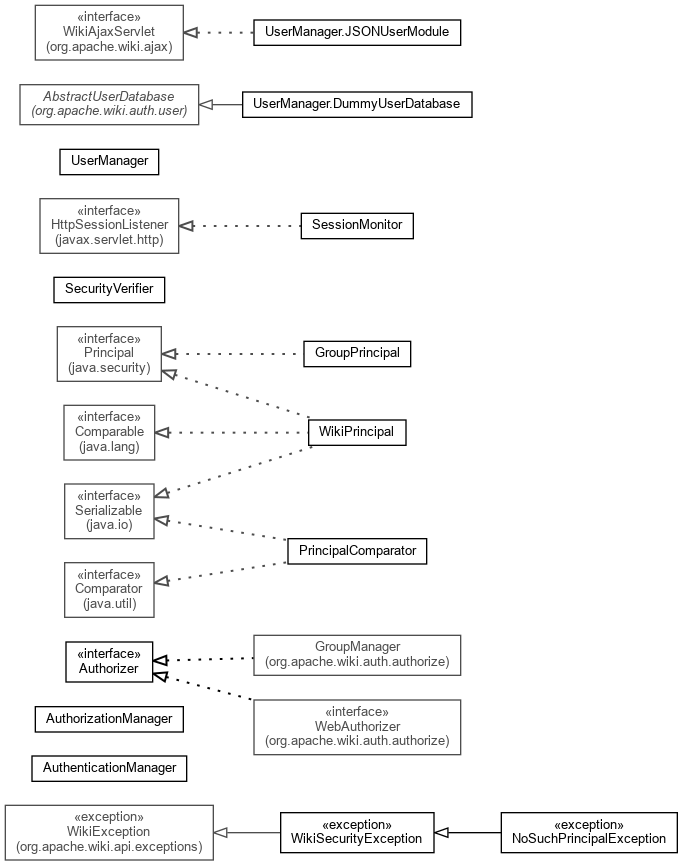 «interface»
WikiAjaxServlet
(org.apache.wiki.ajax)
UserManager.JSONUserModule
AbstractUserDatabase
(org.apache.wiki.auth.user)
UserManager.DummyUserDatabase
UserManager
«interface»
HttpSessionListener
(javax.servlet.http)
SessionMonitor
SecurityVerifier
«interface»
Principal
(java.security)
GroupPrincipal
«interface»
Comparable
(java.lang)
WikiPrincipal
«interface»
Serializable
(java.io)
PrincipalComparator
«interface»
Comparator
(java.util)
«interface»
Authorizer
GroupManager
(org.apache.wiki.auth.authorize)
«interface»
WebAuthorizer
(org.apache.wiki.auth.authorize)
AuthorizationManager
AuthenticationManager
«exception»
WikiException
(org.apache.wiki.api.exceptions)
«exception»
WikiSecurityException
«exception»
NoSuchPrincipalException